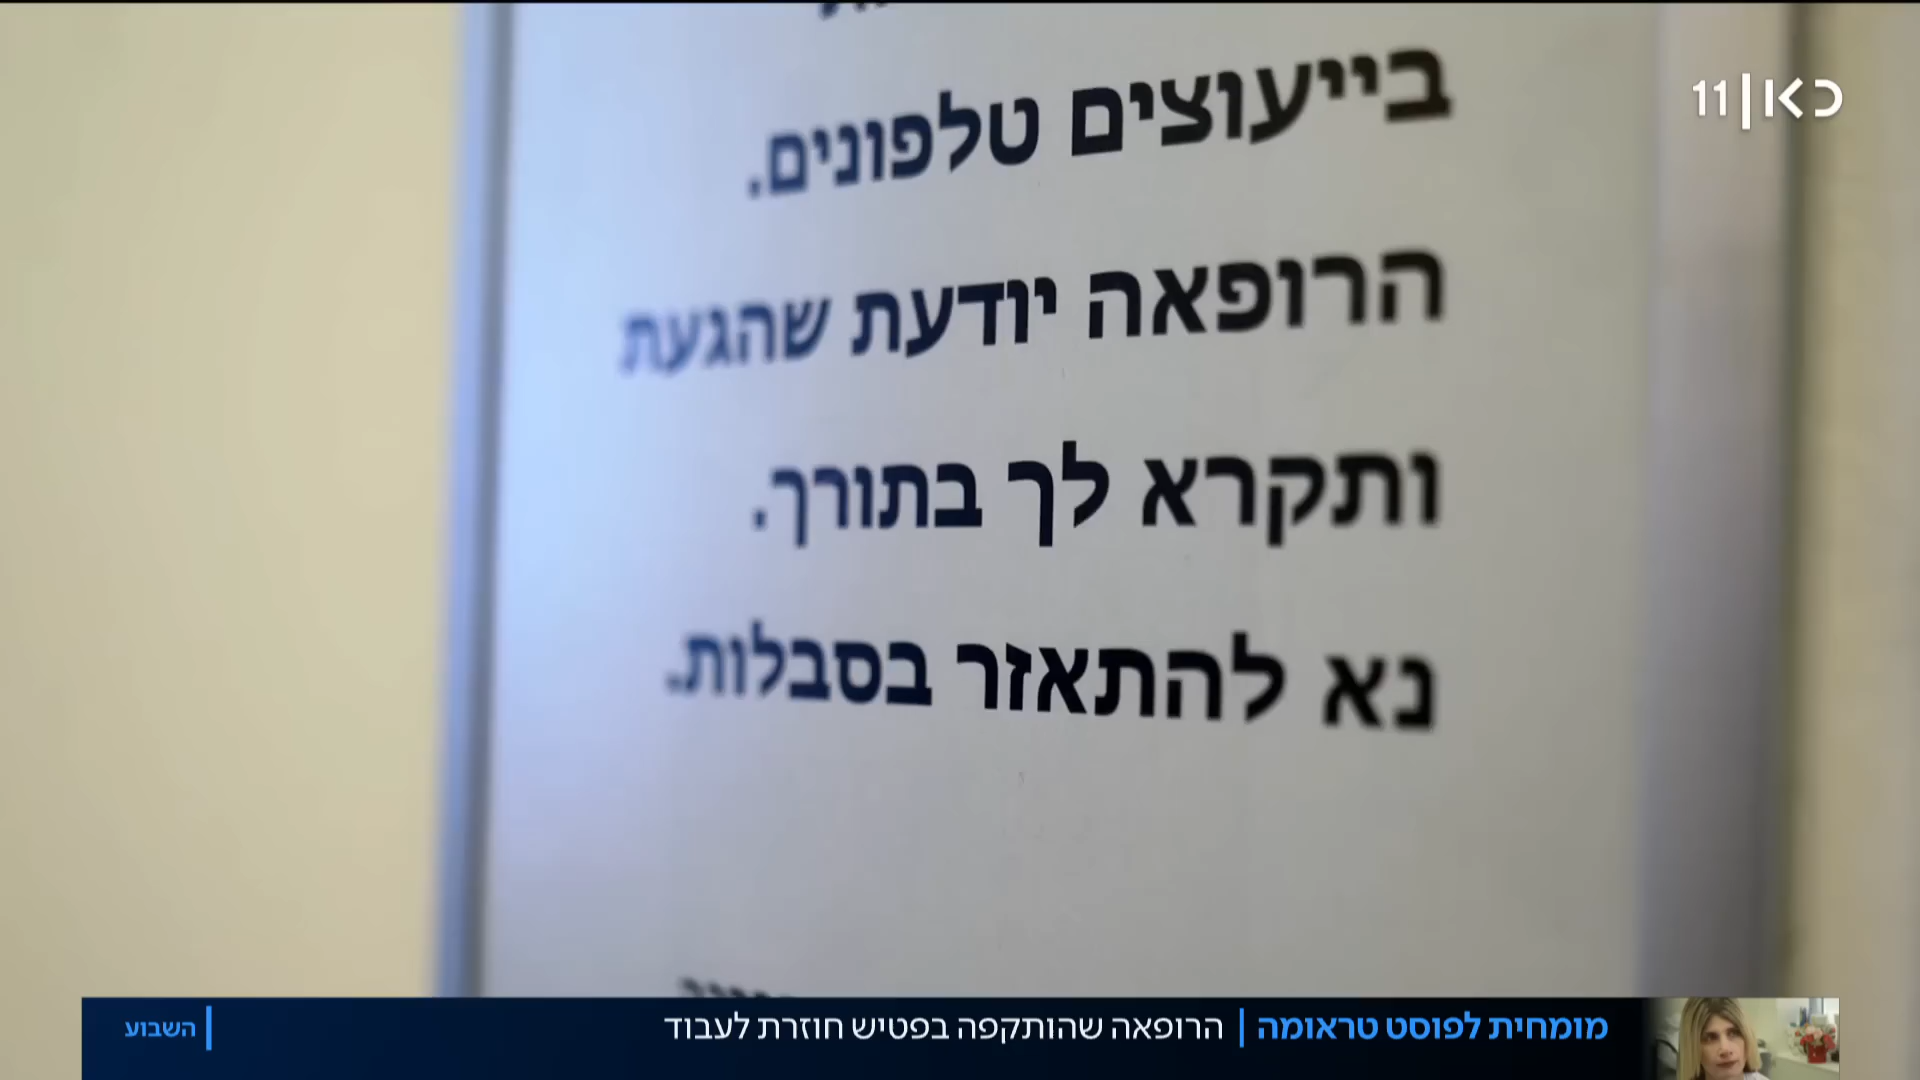 כאן 11
בייעוצים טלפונים.
הרופאה יודעת שהגעת
ותקרא לך בתורך.
נא להתאזר בסבלות.
מומחית לפוסט טראומה | הרופאה שהותקפה בפטיש חוזרת לעבוד
השבוע